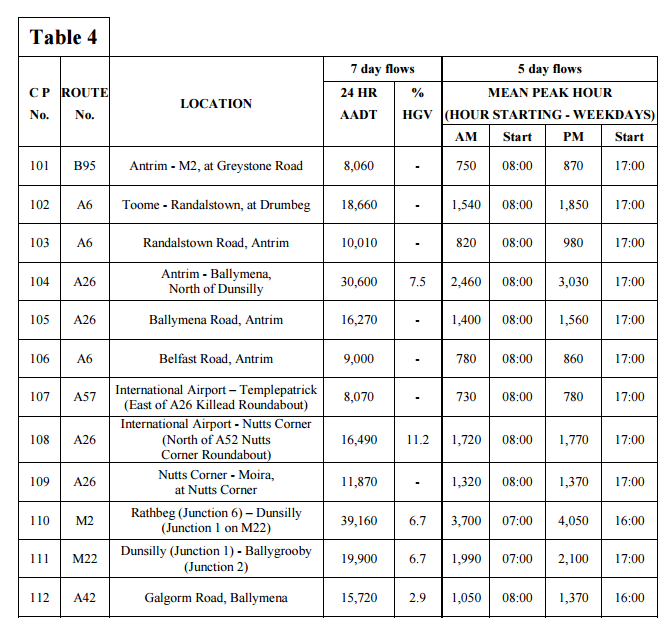 Table 4
7 day flows 5 day flows
C P ROUTE LOCATION 24 HR % MEAN PEAK HOUR
No. No. AADT HGV (HOUR STARTING - WEEKDAYS)
AM Start PM Start
101 B95 Antrim - M2, at Greystone Road 8,060 - 750 08:00 870 17:00
102 A6 Toome - Randalstown, at Drumbeg 18,660 - 1,540 08:00 1,850 17:00
103 A6 Randalstown Road, Antrim 10,010 - 820 08:00 980 17:00
104 A26 Antrim - Ballymena, 30,600 7.5 2,460 08:00 3,030 17:00
North of Dunsilly
105 A26 Ballymena Road, Antrim 16,270 - 1,400 08:00 1,560 17:00
106 A6 Belfast Road, Antrim 9,000 - 780 08:00 860 17:00
107 A57 International Airport – Templepatrick 8,070 - 730 08:00 780 17:00
(East of A26 Killead Roundabout)
International Airport - Nutts Corner
108 A26 (North of A52 Nutts 16,490 11.2 1,720 08:00 1,770 17:00
Corner Roundabout)
109 A26 Nutts Corner - Moira, 11,870 - 1,320 08:00 1,370 17:00
at Nutts Corner
110 M2 Rathbeg (Junction 6) – Dunsilly 39,160 6.7 3,700 07:00 4,050 16:00
(Junction 1 on M22)
111 M22 Dunsilly (Junction 1) - Ballygrooby 19,900 6.7 1,990 07:00 2,100 17:00
(Junction 2)
112 A42 Galgorm Road, Ballymena 15,720 2.9 1,050 08:00 1,370 16:00